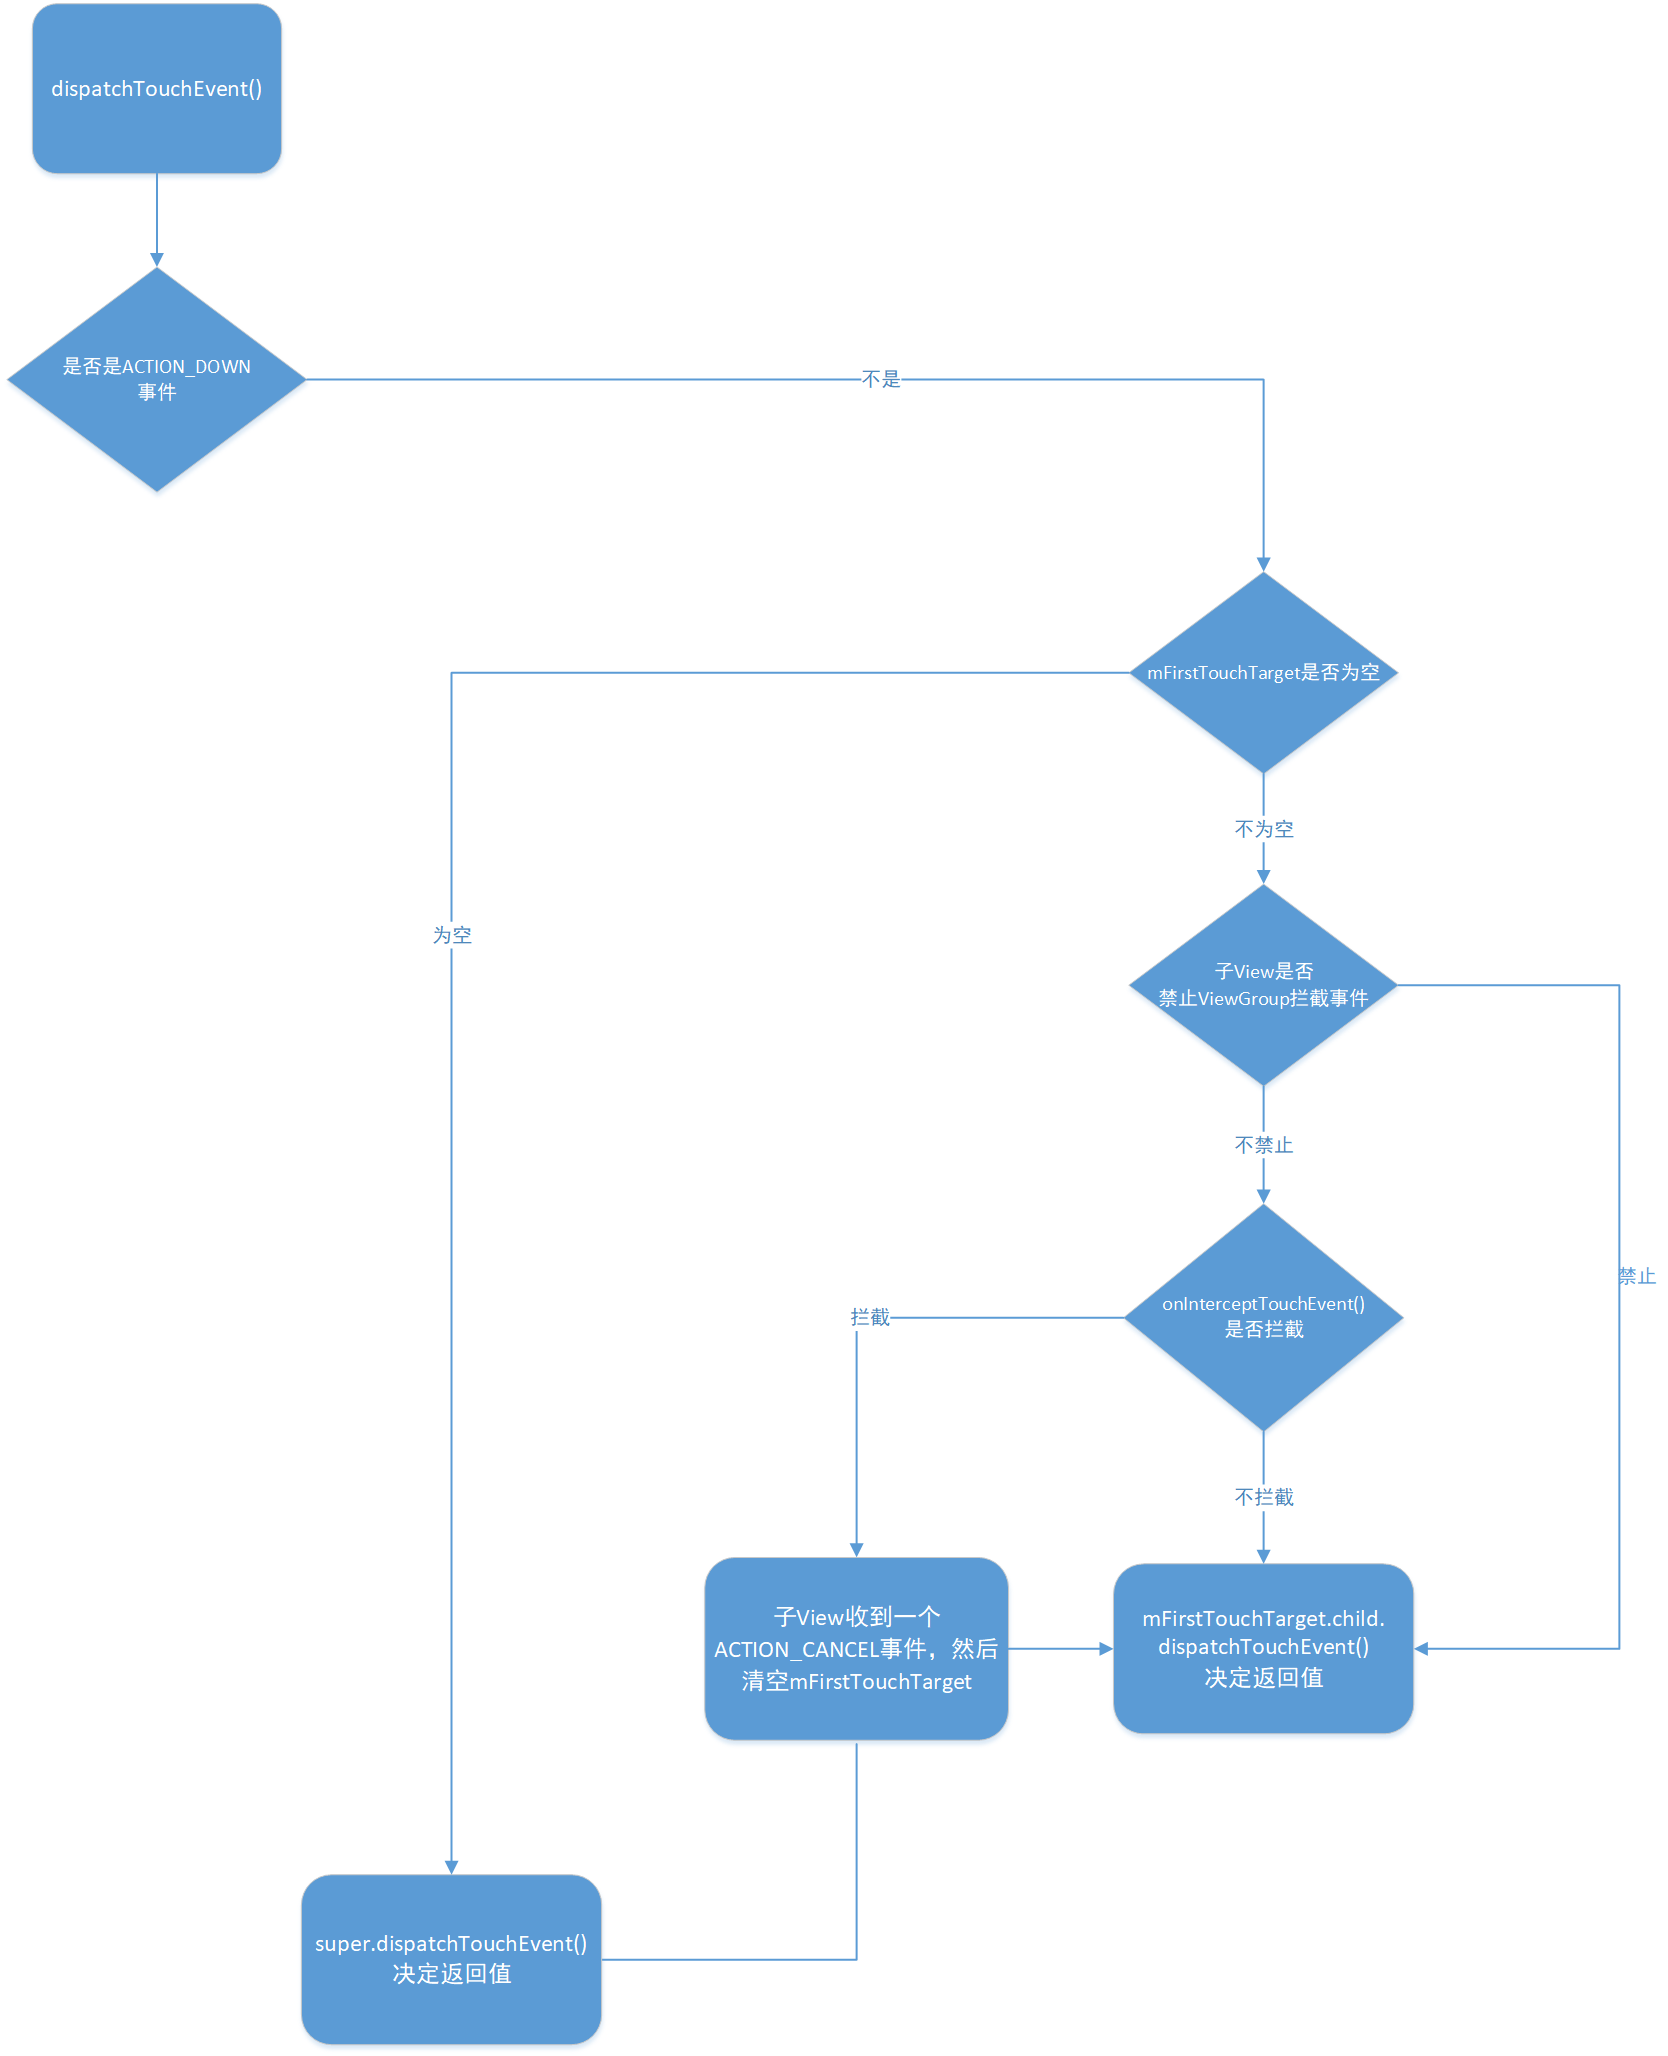 dispatchTouchEvent()
是否是ACTION_DOWN
事件
不是
mFirstTouchTarget是否为空
不为空
为空
子View是否
禁止ViewGroup拦截事件
不禁止
禁止
onInterceptTouchEvent()
是否拦截
拦截
不拦截
子View收到一个
ACTION_CANCEL事件，然后
清空mFirstTouchTarget
mFirstTouchTarget.child.
dispatchTouchEvent()
决定返回值
super.dispatchTouchEvent()
决定返回值